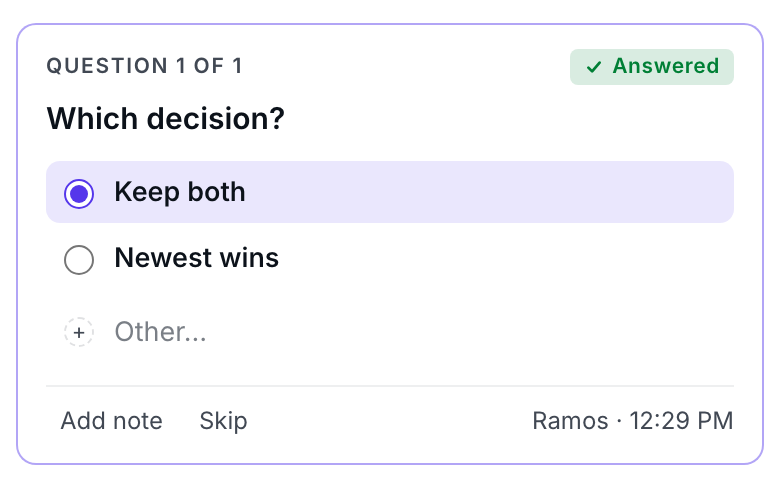 QUESTION 1 OF 1
Answered
Which decision?
Keep both
Newest wins
Other...
Add note
Skip
Ramos · 12:29 PM